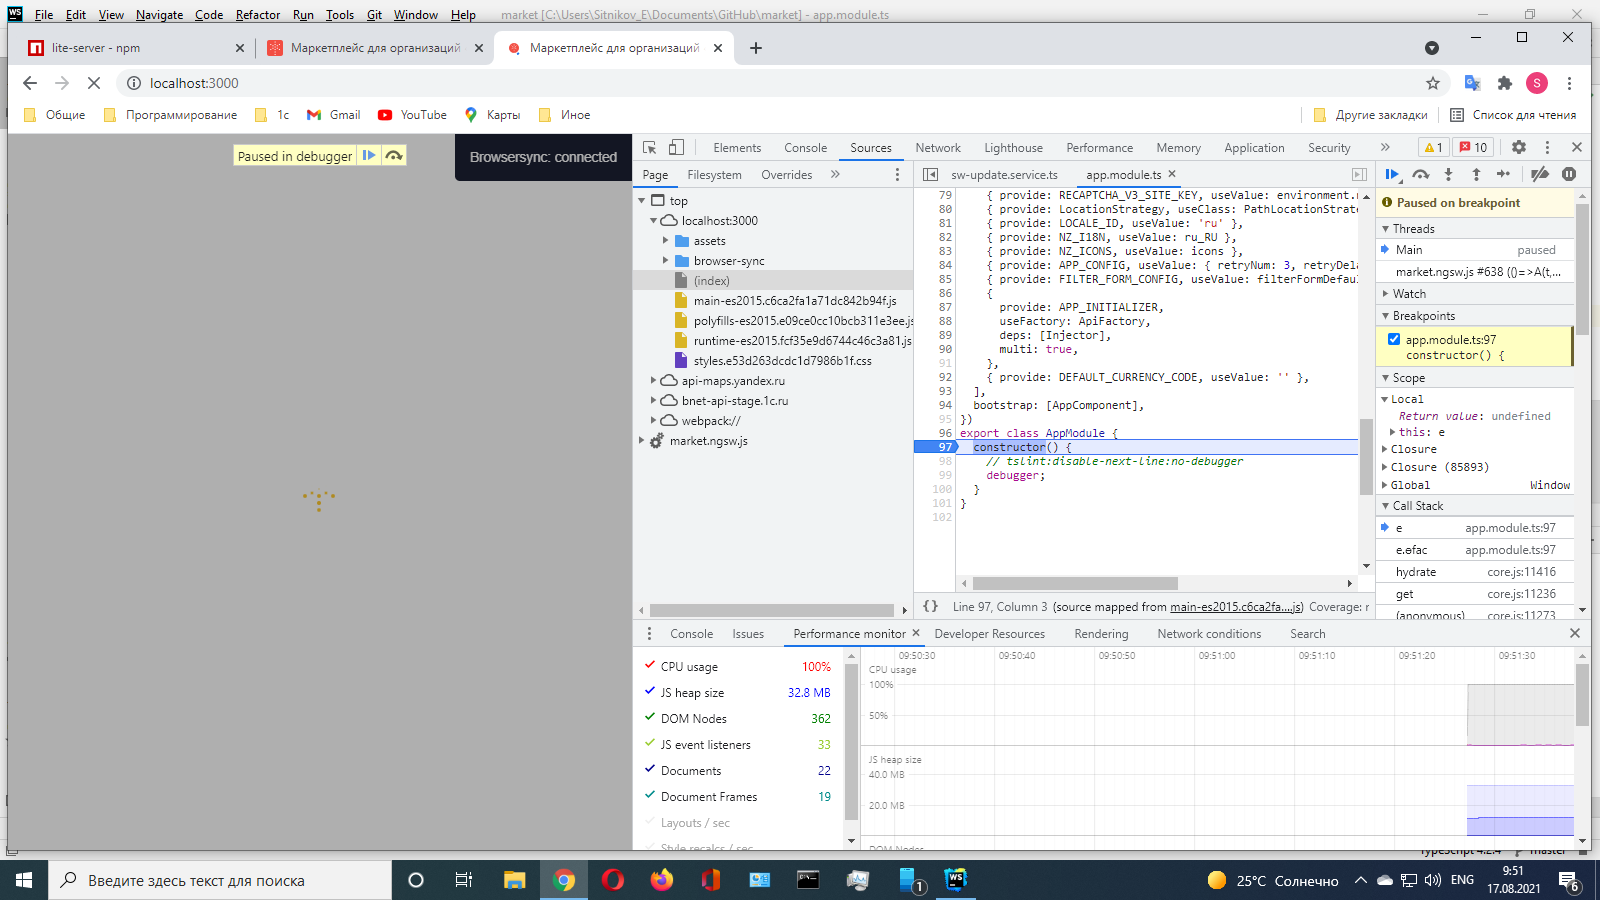 WS File Edit View Navigate Code Refactor Run Tools Git Window Help market [C:\Users\Sitnikov_E\Documents\GitHub\market] - app.module.ts
lite-server - npm
Маркетплейс для организаций
Маркетплейс для организаций
localhost:3000
S
Общие Программирование 1с Gmail YouTube Карты Иное Другие закладки Список для чтения
Paused in debugger
Browsersync: connected
Elements Console Sources Network Lighthouse Performance Memory Application Security » 1 10
Page Filesystem Overrides »
top
localhost:3000
assets
browser-sync
(index)
main-es2015.c6ca2fa1a71dc842b94f.js
polyfills-es2015.e09ce0cc10bcb311e3ee.js
runtime-es2015.fcf35e9d6744c46c3a81.js
styles.e53d263dcdc1d7986b1f.css
api-maps.yandex.ru
bnet-api-stage.1c.ru
webpack://
market.ngsw.js
sw-update.service.ts app.module.ts
79 { provide: RECAPTCHA_V3_SITE_KEY, useValue: environment.
80 { provide: LocationStrategy, useClass: PathLocationStrate
81 { provide: LOCALE_ID, useValue: 'ru' },
82 { provide: NZ_I18N, useValue: ru_RU },
83 { provide: NZ_ICONS, useValue: icons },
84 { provide: APP_CONFIG, useValue: { retryNum: 3, retryDela
85 { provide: FILTER_FORM_CONFIG, useValue: filterFormDefaul
86 {
87 provide: APP_INITIALIZER,
88 useFactory: ApiFactory,
89 deps: [Injector],
90 multi: true,
91 },
92 { provide: DEFAULT_CURRENCY_CODE, useValue: '' },
93 ],
94 bootstrap: [AppComponent],
95 })
96 export class AppModule {
97 constructor() {
98 // tslint:disable-next-line:no-debugger
99 debugger;
100 }
101 }
102
{} Line 97, Column 3 (source mapped from main-es2015.c6ca2fa....js) Coverage: r
Paused on breakpoint
Threads
Main paused
market.ngsw.js #638 (()=>A(t,...
Watch
Breakpoints
app.module.ts:97
constructor() {
Scope
Local
Return value: undefined
this: e
Closure
Closure (85893)
Global Window
Call Stack
e app.module.ts:97
e.ɵfac app.module.ts:97
hydrate core.js:11416
get core.js:11236
(anonymous) core.js:11273
Console Issues Performance monitor Developer Resources Rendering Network conditions Search
CPU usage 100%
JS heap size 32.8 MB
DOM Nodes 362
JS event listeners 33
Documents 22
Document Frames 19
Layouts / sec
Style recalcs / sec
09:50:30 09:50:40 09:50:50 09:51:00 09:51:10 09:51:20 09:51:30
CPU usage
100%
50%
JS heap size
40.0 MB
20.0 MB
DOM Nodes
TypeScript 4.2.4 master
Введите здесь текст для поиска
1
WS
25°C Солнечно
ENG
9:51
17.08.2021
6